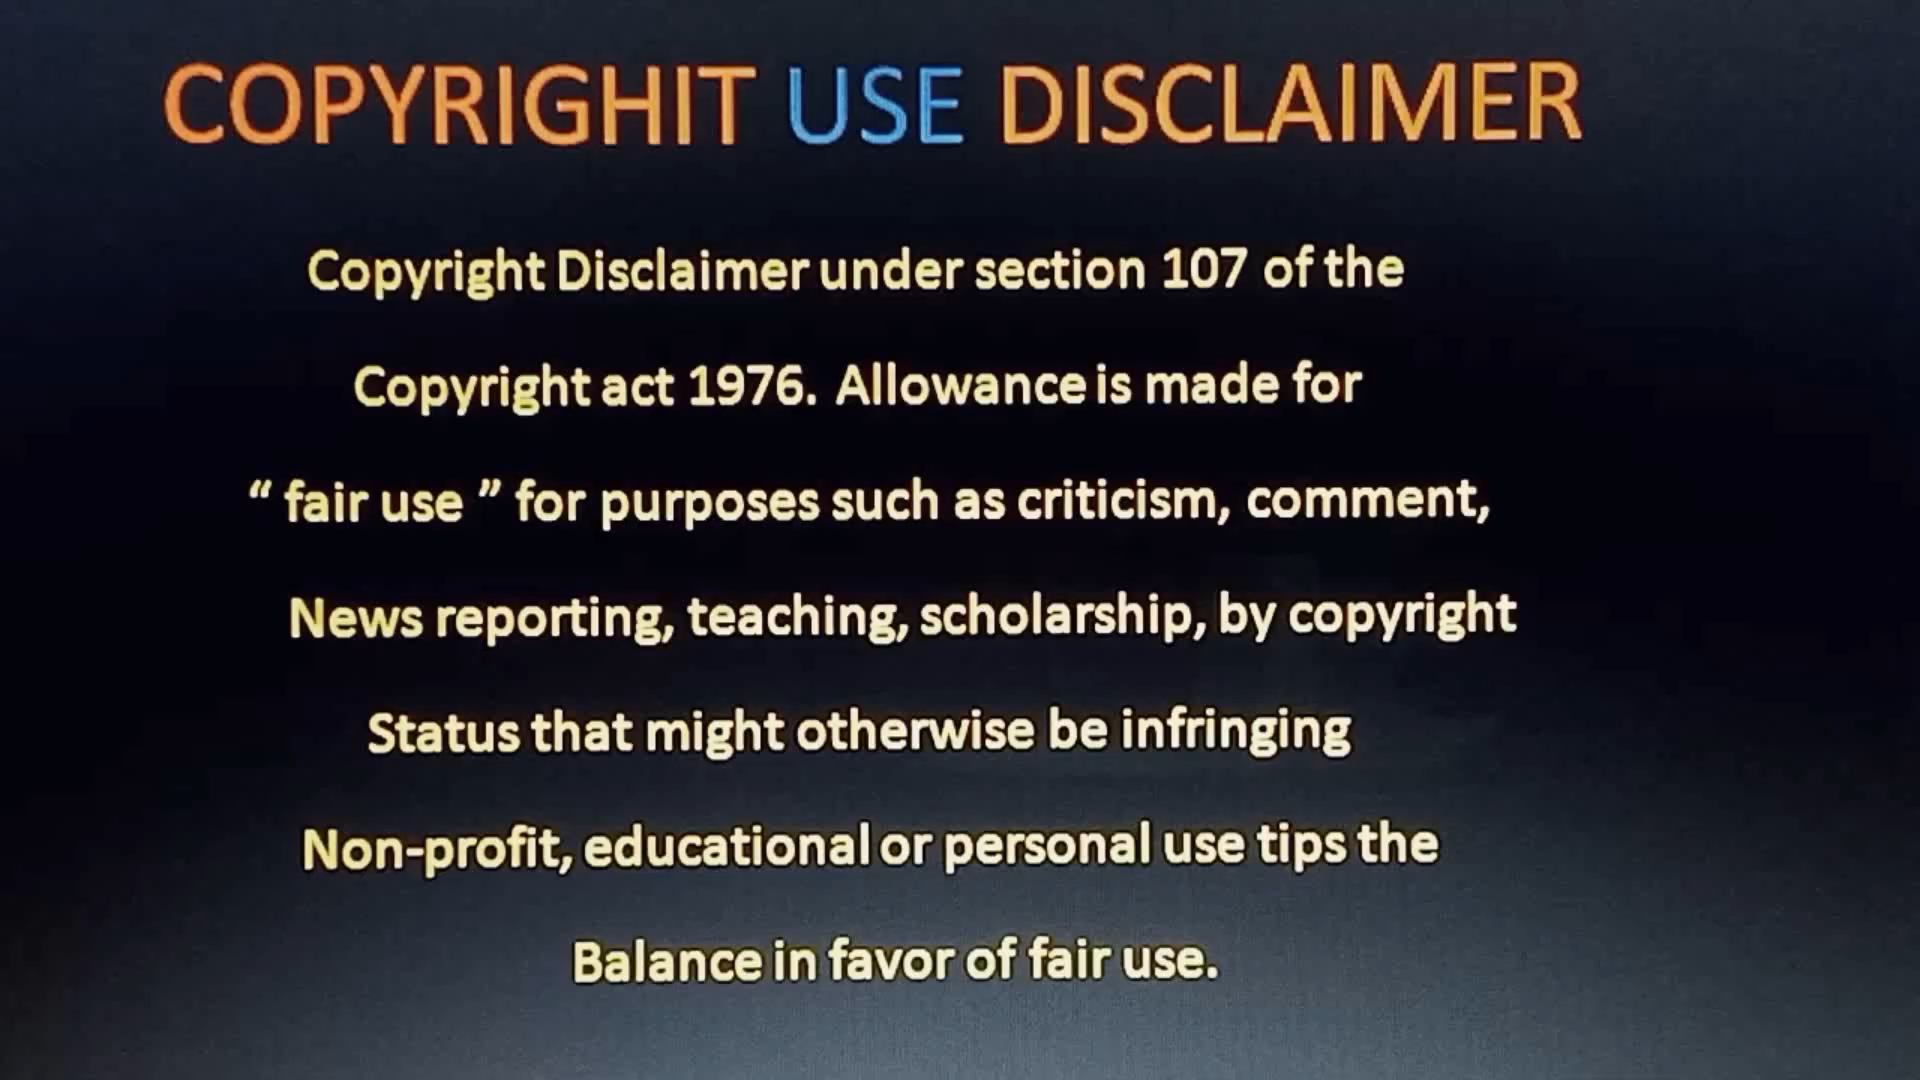 COPYRIGHIT USE DISCLAIMER
Copyright Disclaimer under section 107 of the
Copyright act 1976. Allowance is made for
“ fair use ” for purposes such as criticism, comment,
News reporting, teaching, scholarship, by copyright
Status that might otherwise be infringing
Non-profit, educational or personal use tips the
Balance in favor of fair use.